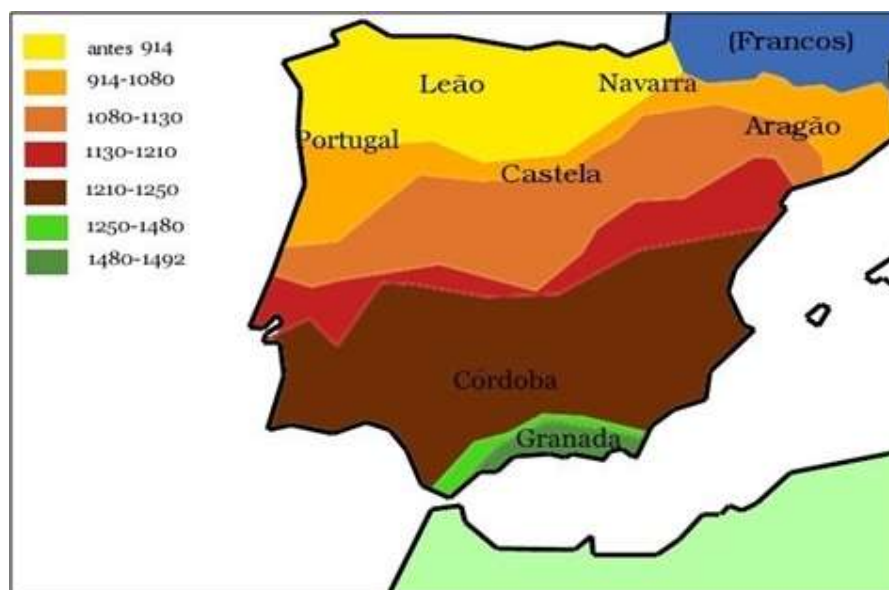 antes 914
914-1080
1080-1130
1130-1210
1210-1250
1250-1480
1480-1492
(Francos)
Leão
Navarra
Portugal
Aragão
Castela
Córdoba
Granada